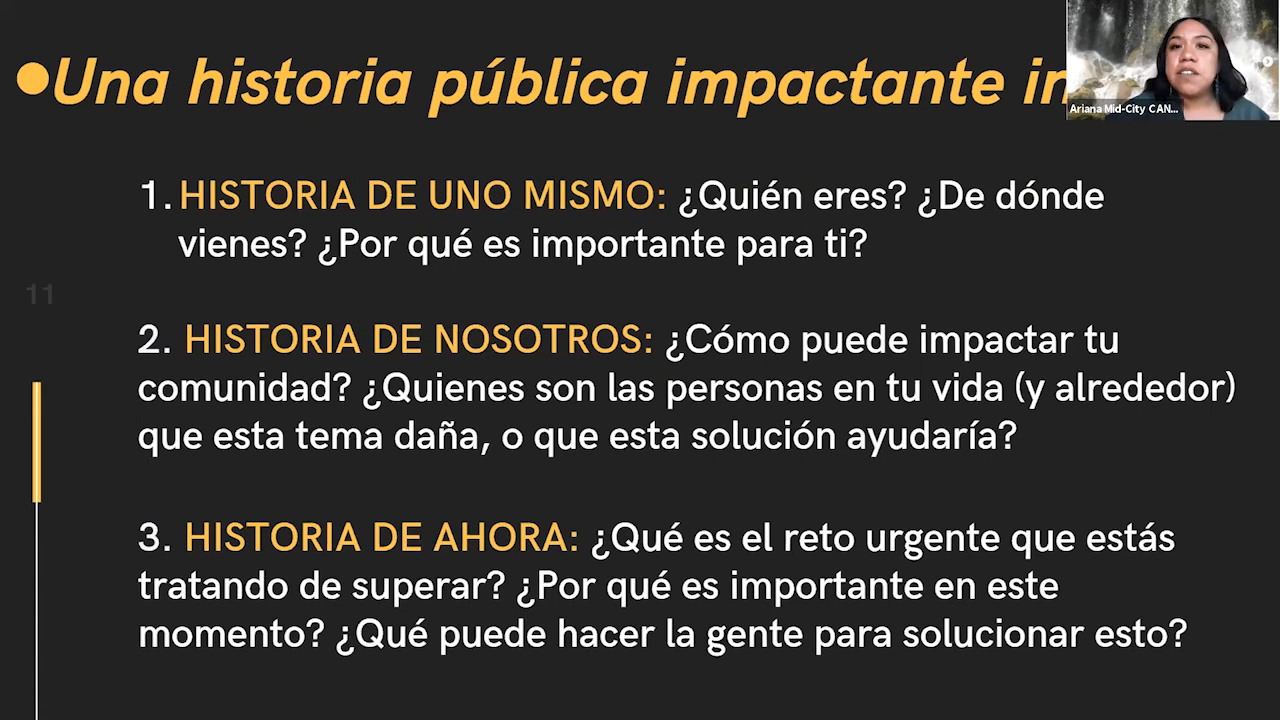 Una historia pública impactante in
Ariana Mid-City CAN...
1. HISTORIA DE UNO MISMO: ¿Quién eres? ¿De dónde
vienes? ¿Por qué es importante para ti?
11
2. HISTORIA DE NOSOTROS: ¿Cómo puede impactar tu
comunidad? ¿Quienes son las personas en tu vida (y alrededor)
que esta tema daña, o que esta solución ayudaría?
3. HISTORIA DE AHORA: ¿Qué es el reto urgente que estás
tratando de superar? ¿Por qué es importante en este
momento? ¿Qué puede hacer la gente para solucionar esto?